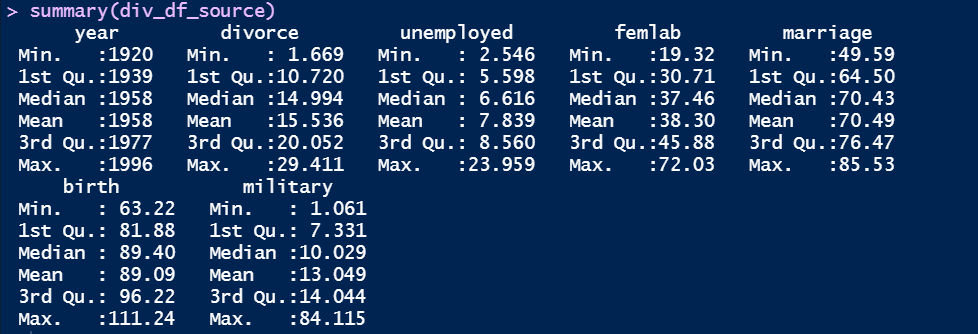 > summary(div_df_source)
      year         divorce         unemployed         femlab         marriage
 Min.   :1920   Min.   : 1.669   Min.   : 2.546   Min.   :19.32   Min.   :49.59
 1st Qu.:1939   1st Qu.:10.720   1st Qu.: 5.598   1st Qu.:30.71   1st Qu.:64.50
 Median :1958   Median :14.994   Median : 6.616   Median :37.46   Median :70.43
 Mean   :1958   Mean   :15.536   Mean   : 7.839   Mean   :38.30   Mean   :70.49
 3rd Qu.:1977   3rd Qu.:20.052   3rd Qu.: 8.560   3rd Qu.:45.88   3rd Qu.:76.47
 Max.   :1996   Max.   :29.411   Max.   :23.959   Max.   :72.03   Max.   :85.53
     birth           military
 Min.   : 63.22   Min.   : 1.061
 1st Qu.: 81.88   1st Qu.: 7.331
 Median : 89.40   Median :10.029
 Mean   : 89.09   Mean   :13.049
 3rd Qu.: 96.22   3rd Qu.:14.044
 Max.   :111.24   Max.   :84.115